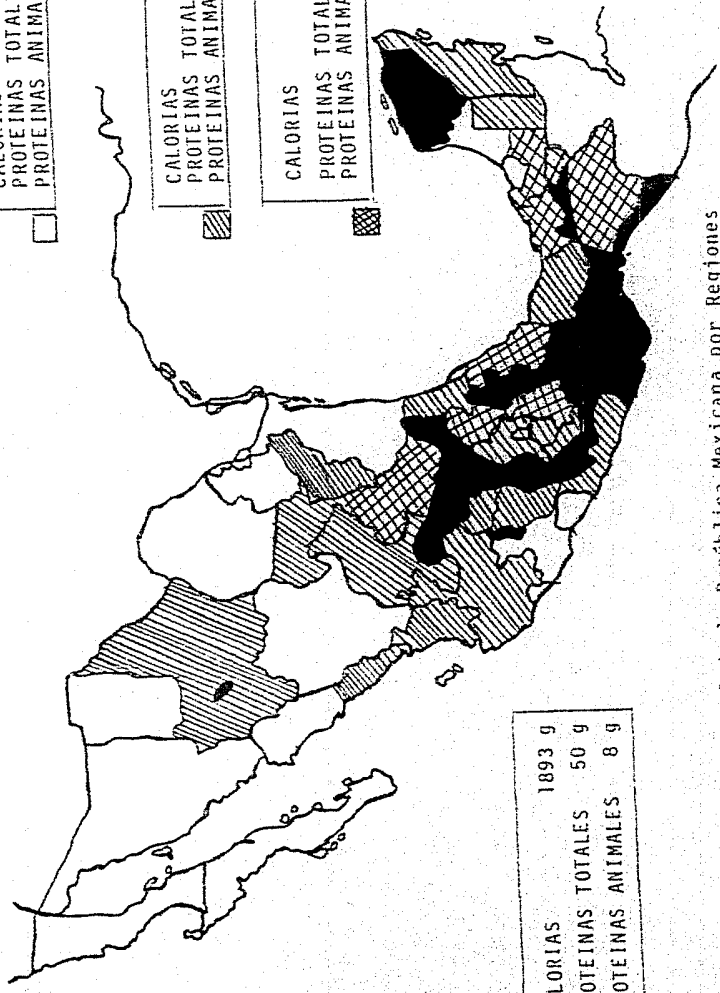 CALORIAS
PROTEINAS TOTAL
PROTEINAS ANIMA
CALORIAS
PROTEINAS TOTAL
PROTEINAS ANIMA
CALORIAS
PROTEINAS TOTAL
PROTEINAS ANIMA
LORIAS 1893 g
OTEINAS TOTALES 50 g
OTEINAS ANIMALES 8 g
República Mexicana por Regiones